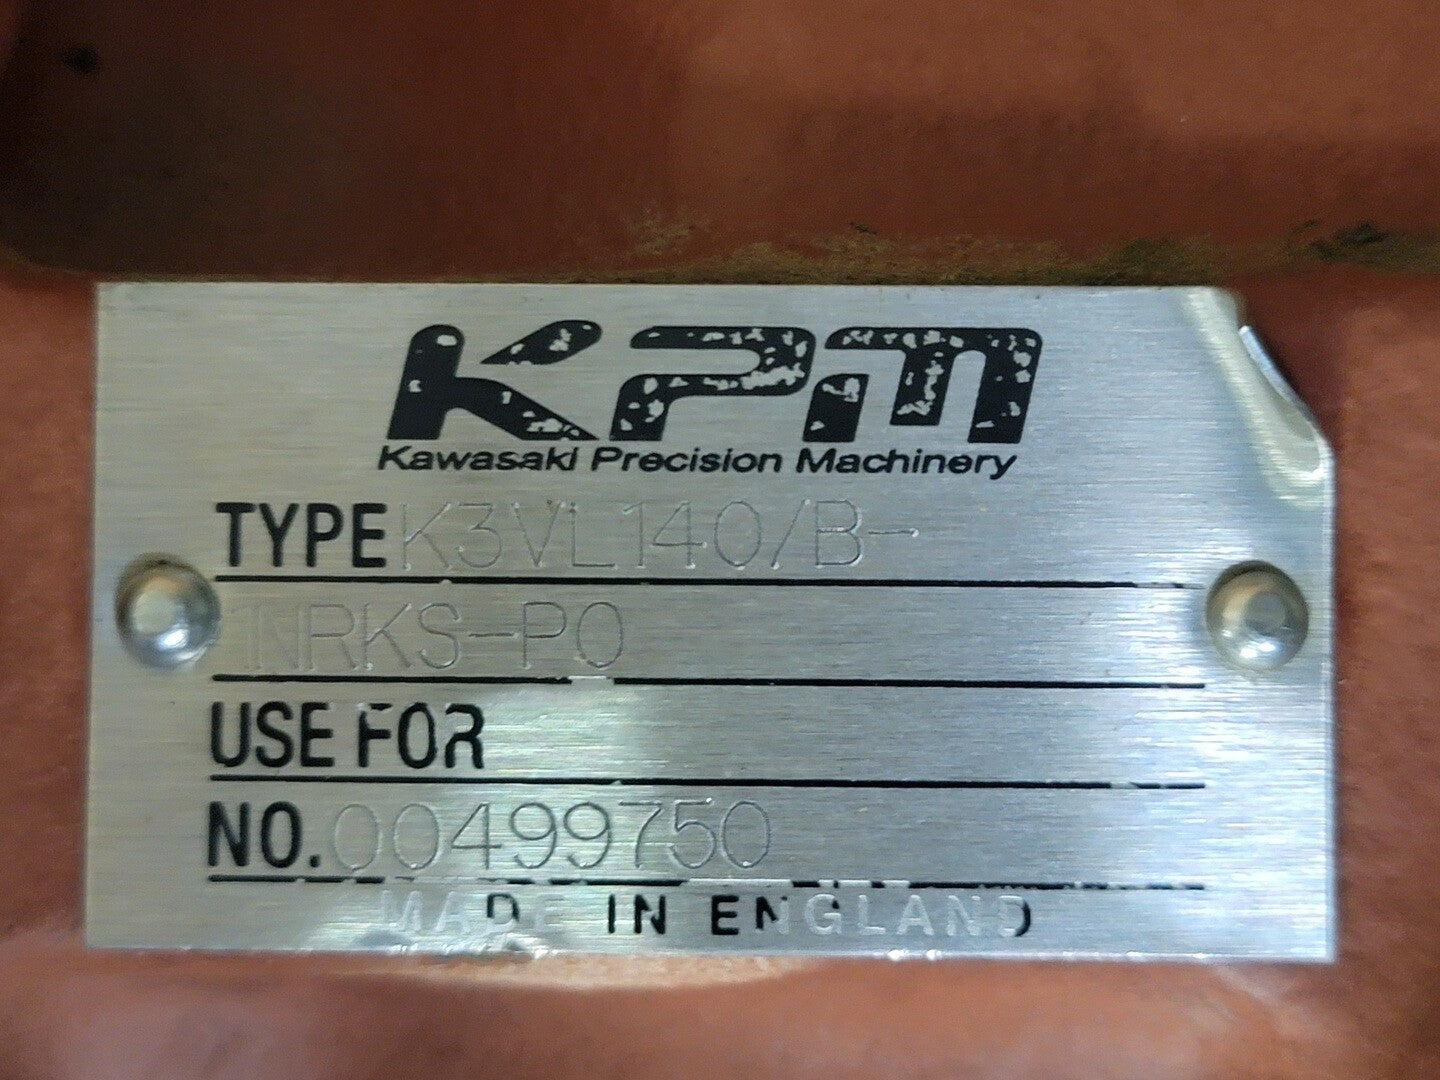 KPM
Kawasaki Precision Machinery
TYPE K3VL140/B-
1NRKS-P0
USE FOR
NO. 00499750
MADE IN ENGLAND